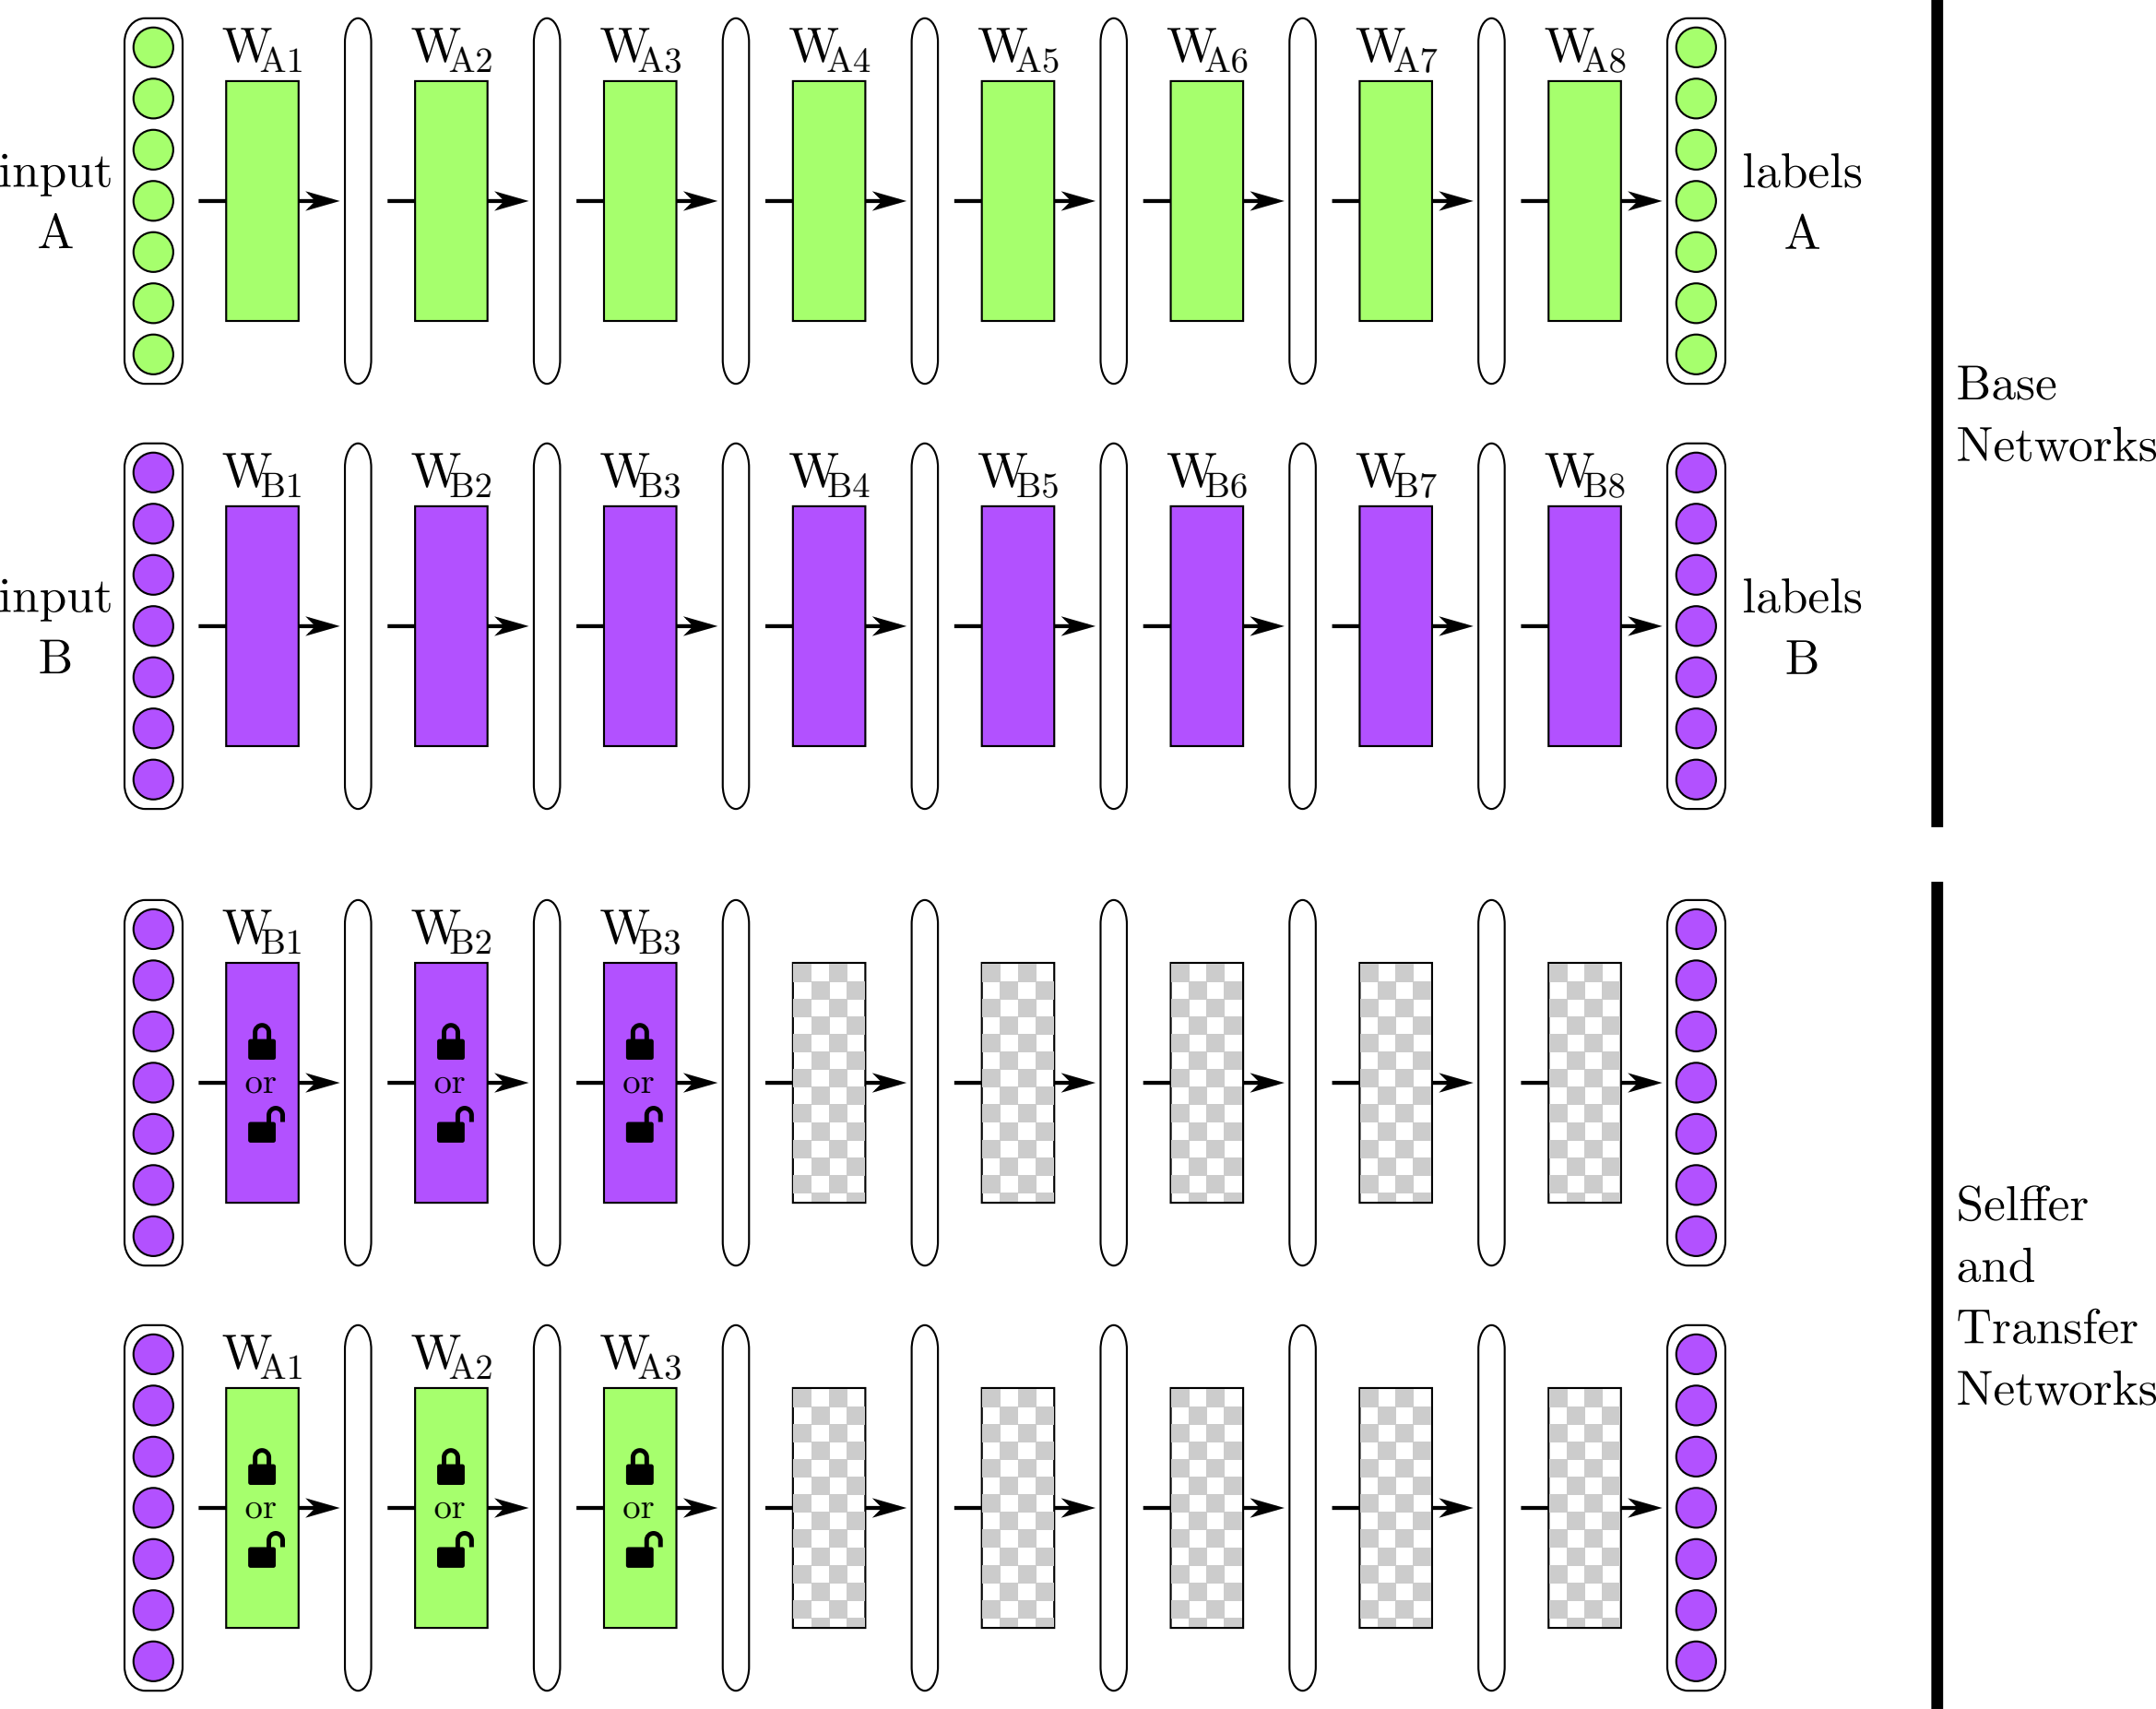 W_A1 W_A2 W_A3 W_A4 W_A5 W_A6 W_A7 W_A8
input
A
labels
A
Base
Networks
W_B1 W_B2 W_B3 W_B4 W_B5 W_B6 W_B7 W_B8
input
B
labels
B
W_B1 W_B2 W_B3
or or or
Selffer
and
Transfer
Networks
W_A1 W_A2 W_A3
or or or